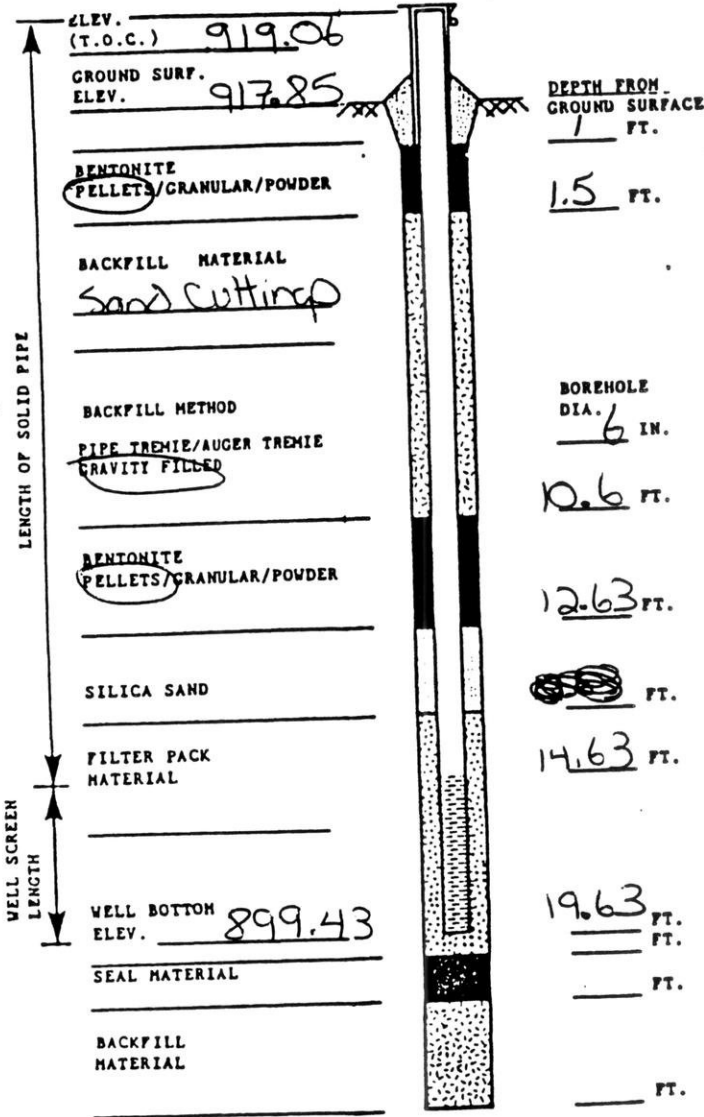 ELEV.
(T.O.C.) 919.06
GROUND SURF.
ELEV. 917.85
DEPTH FROM
GROUND SURFACE
1 FT.
BENTONITE
PELLETS/GRANULAR/POWDER
1.5 FT.
BACKFILL MATERIAL
Sand Cuttings
LENGTH OF SOLID PIPE
BACKFILL METHOD
BOREHOLE
DIA. 6 IN.
PIPE TREMIE/AUGER TREMIE
GRAVITY FILLED
10.6 FT.
BENTONITE
PELLETS/GRANULAR/POWDER
12.63 FT.
SILICA SAND
FT.
FILTER PACK
MATERIAL
14.63 FT.
WELL SCREEN
LENGTH
WELL BOTTOM
ELEV. 899.43
19.63 FT.
FT.
SEAL MATERIAL
FT.
BACKFILL
MATERIAL
FT.